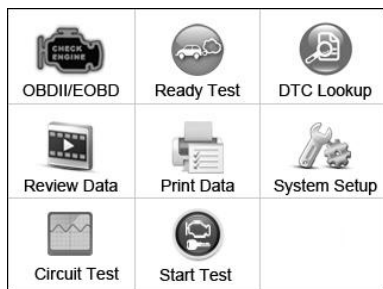 CHECK
ENGINE
OBDII/EOBD
Ready Test
DTC Lookup
Review Data
Print Data
System Setup
Circuit Test
Start Test